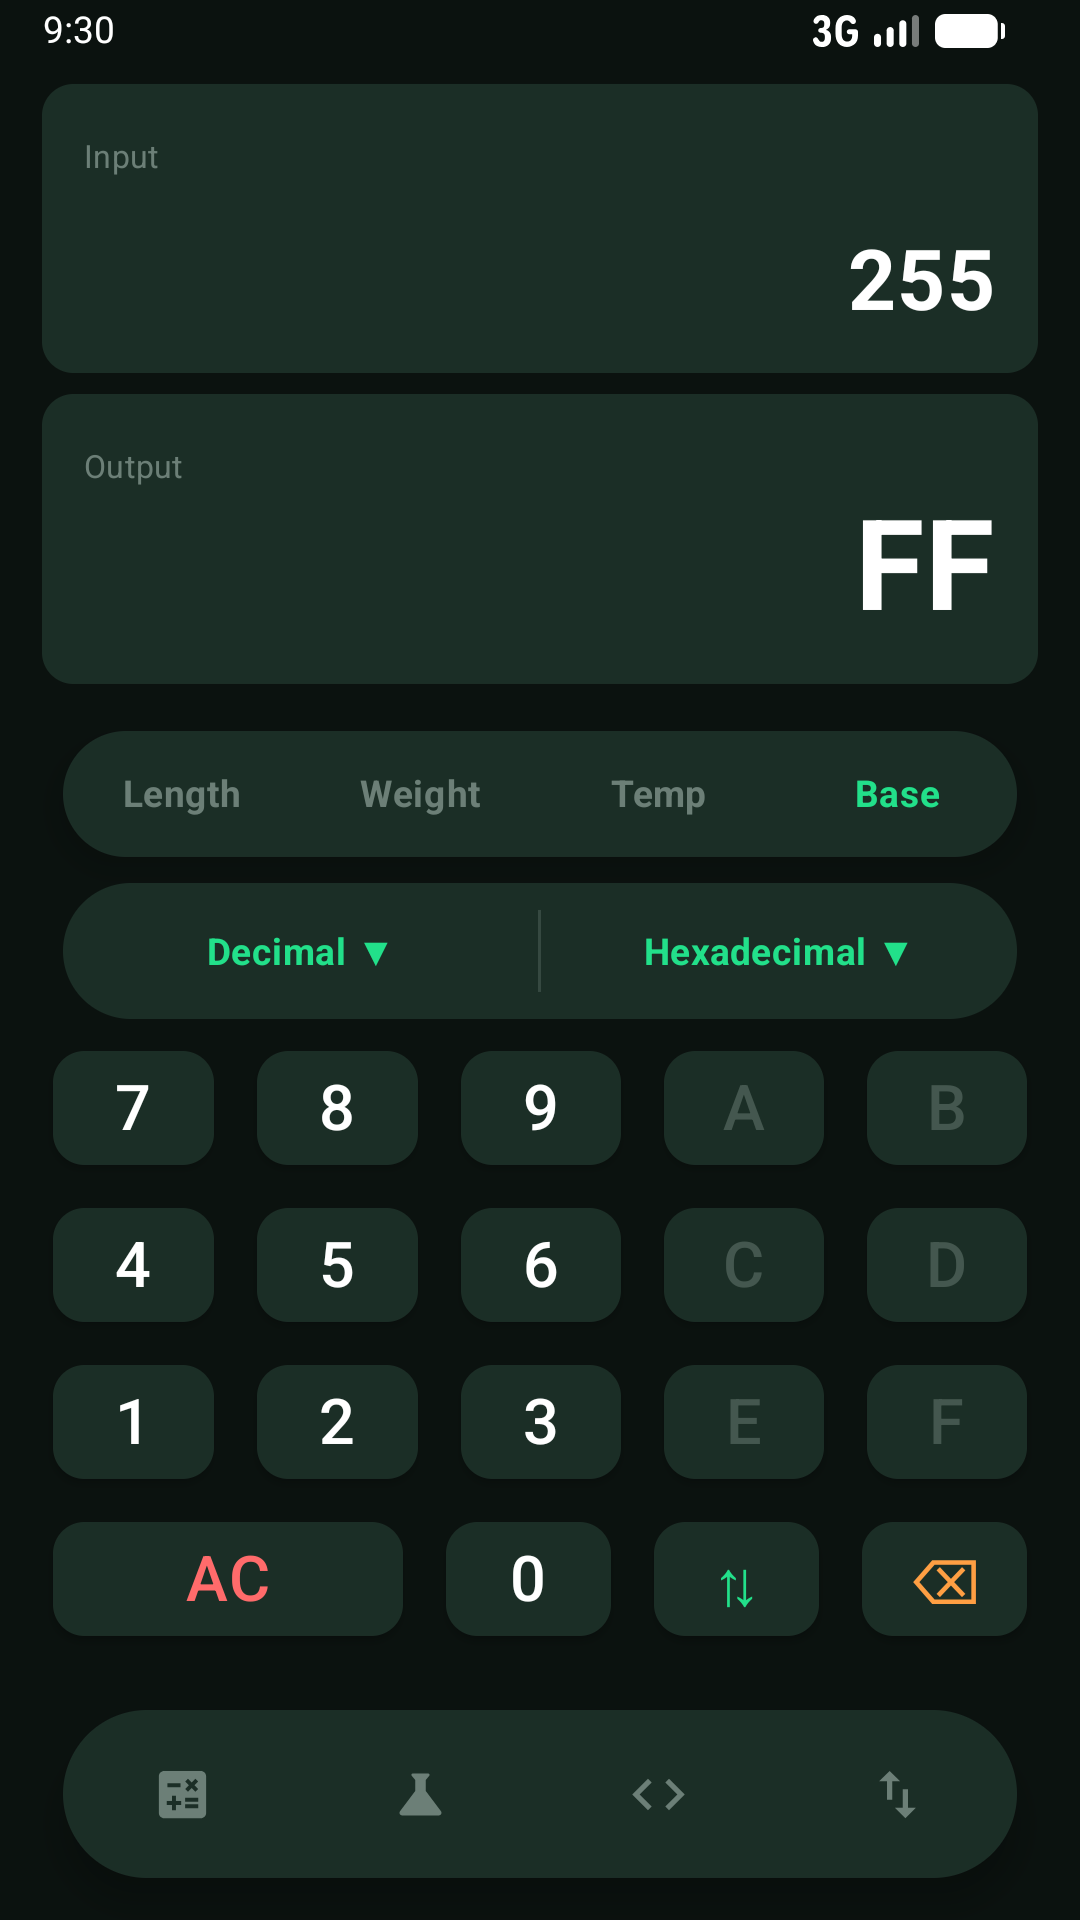 9:30 3G
Input
255
Output
FF
Length Weight Temp Base
Decimal ▼ Hexadecimal ▼
7 8 9 A B
4 5 6 C D
1 2 3 E F
AC 0 ⇅ ⌫